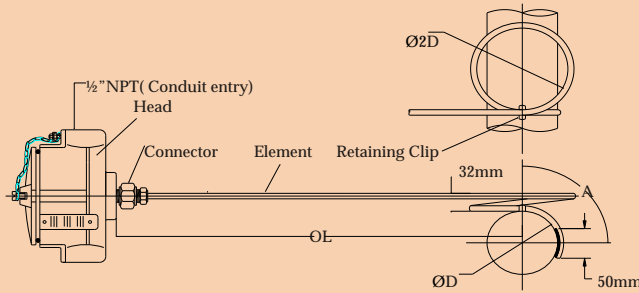 Ø2D
½”NPT( Conduit entry)
Head
Connector
Element
Retaining Clip
32mm
A
OL
ØD
50mm